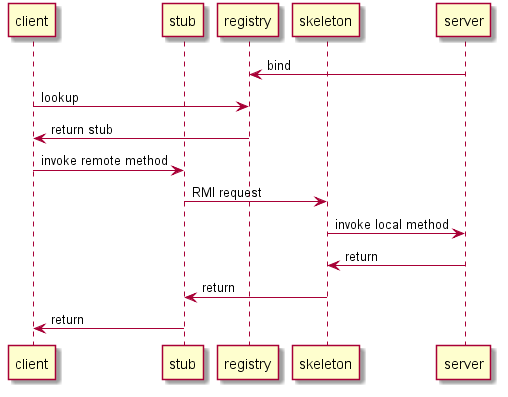 client stub registry skeleton server
bind
lookup
return stub
invoke remote method
RMI request
invoke local method
return
return
return
client stub registry skeleton server